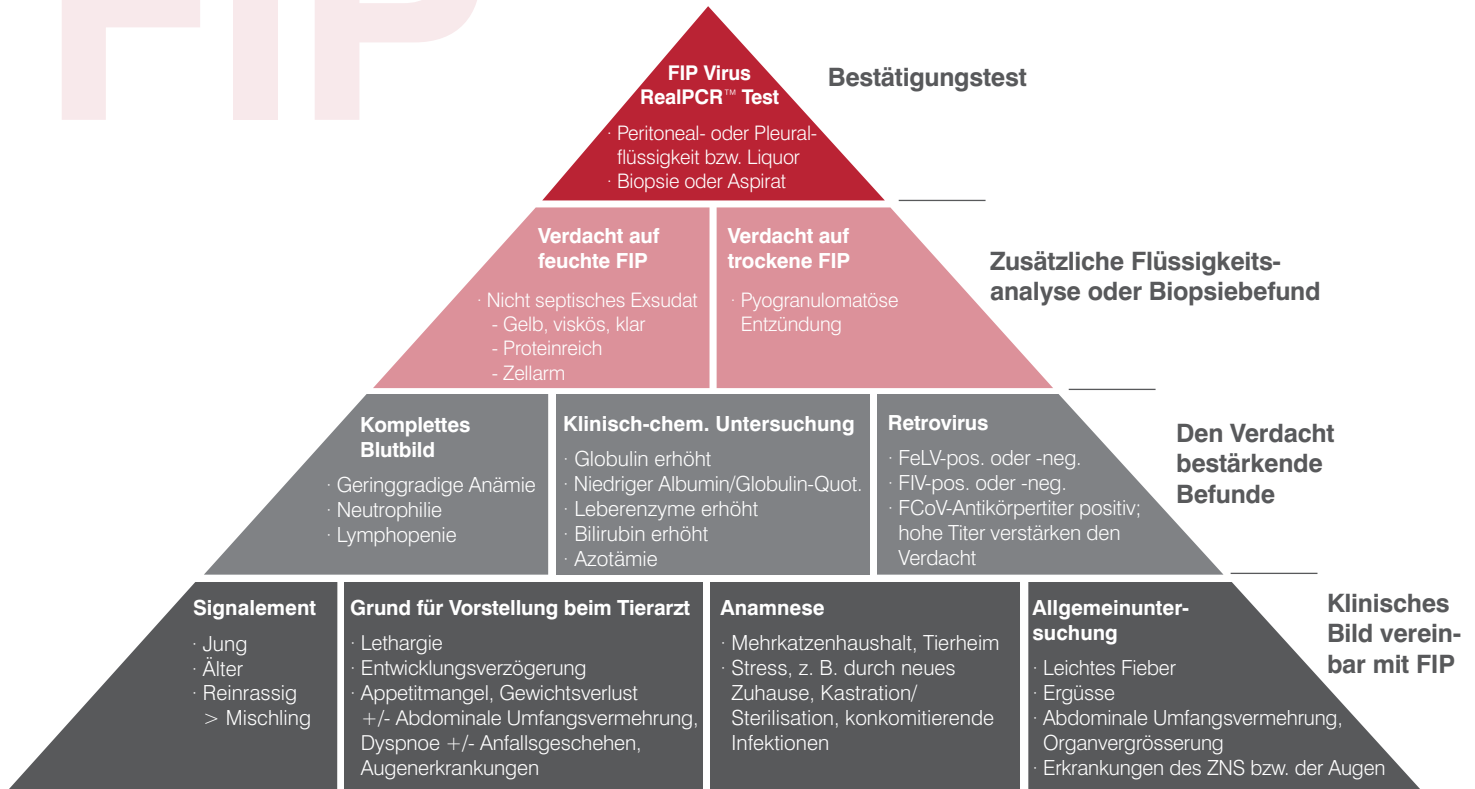 FIP
FIP Virus
RealPCR™ Test
· Peritoneal- oder Pleural-
flüssigkeit bzw. Liquor
· Biopsie oder Aspirat
Bestätigungstest
Verdacht auf
feuchte FIP
· Nicht septisches Exsudat
- Gelb, viskös, klar
- Proteinreich
- Zellarm
Verdacht auf
trockene FIP
· Pyogranulomatöse
Entzündung
Zusätzliche Flüssigkeits-
analyse oder Biopsiebefund
Komplettes
Blutbild
· Geringgradige Anämie
· Neutrophilie
· Lymphopenie
Klinisch-chem. Untersuchung
· Globulin erhöht
· Niedriger Albumin/Globulin-Quot.
· Leberenzyme erhöht
· Bilirubin erhöht
· Azotämie
Retrovirus
· FeLV-pos. oder -neg.
· FIV-pos. oder -neg.
· FCoV-Antikörpertiter positiv;
hohe Titer verstärken den
Verdacht
Den Verdacht
bestärkende
Befunde
Signalement
· Jung
· Älter
· Reinrassig
> Mischling
Grund für Vorstellung beim Tierarzt
· Lethargie
· Entwicklungsverzögerung
· Appetitmangel, Gewichtsverlust
+/- Abdominale Umfangsvermehrung,
Dyspnoe +/- Anfallsgeschehen,
Augenerkrankungen
Anamnese
· Mehrkatzenhaushalt, Tierheim
· Stress, z. B. durch neues
Zuhause, Kastration/
Sterilisation, konkomitierende
Infektionen
Allgemeinunter-
suchung
· Leichtes Fieber
· Ergüsse
· Abdominale Umfangsvermehrung,
Organvergrösserung
· Erkrankungen des ZNS bzw. der Augen
Klinisches
Bild verein-
bar mit FIP